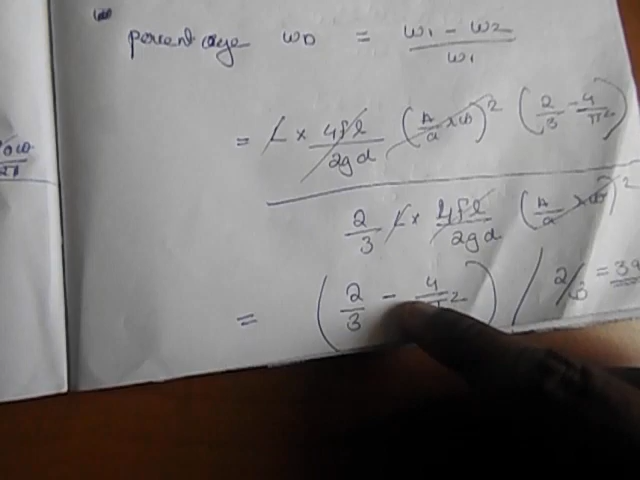 percentage WD = w1 - w2 / w1
= L × 4fl/2gd (A/a × w)² (2/3 - 4/π²)
2/3 L × 4fl/2gd (A/a × w)²
= (2/3 - 4/π²) / 2/3 = 39